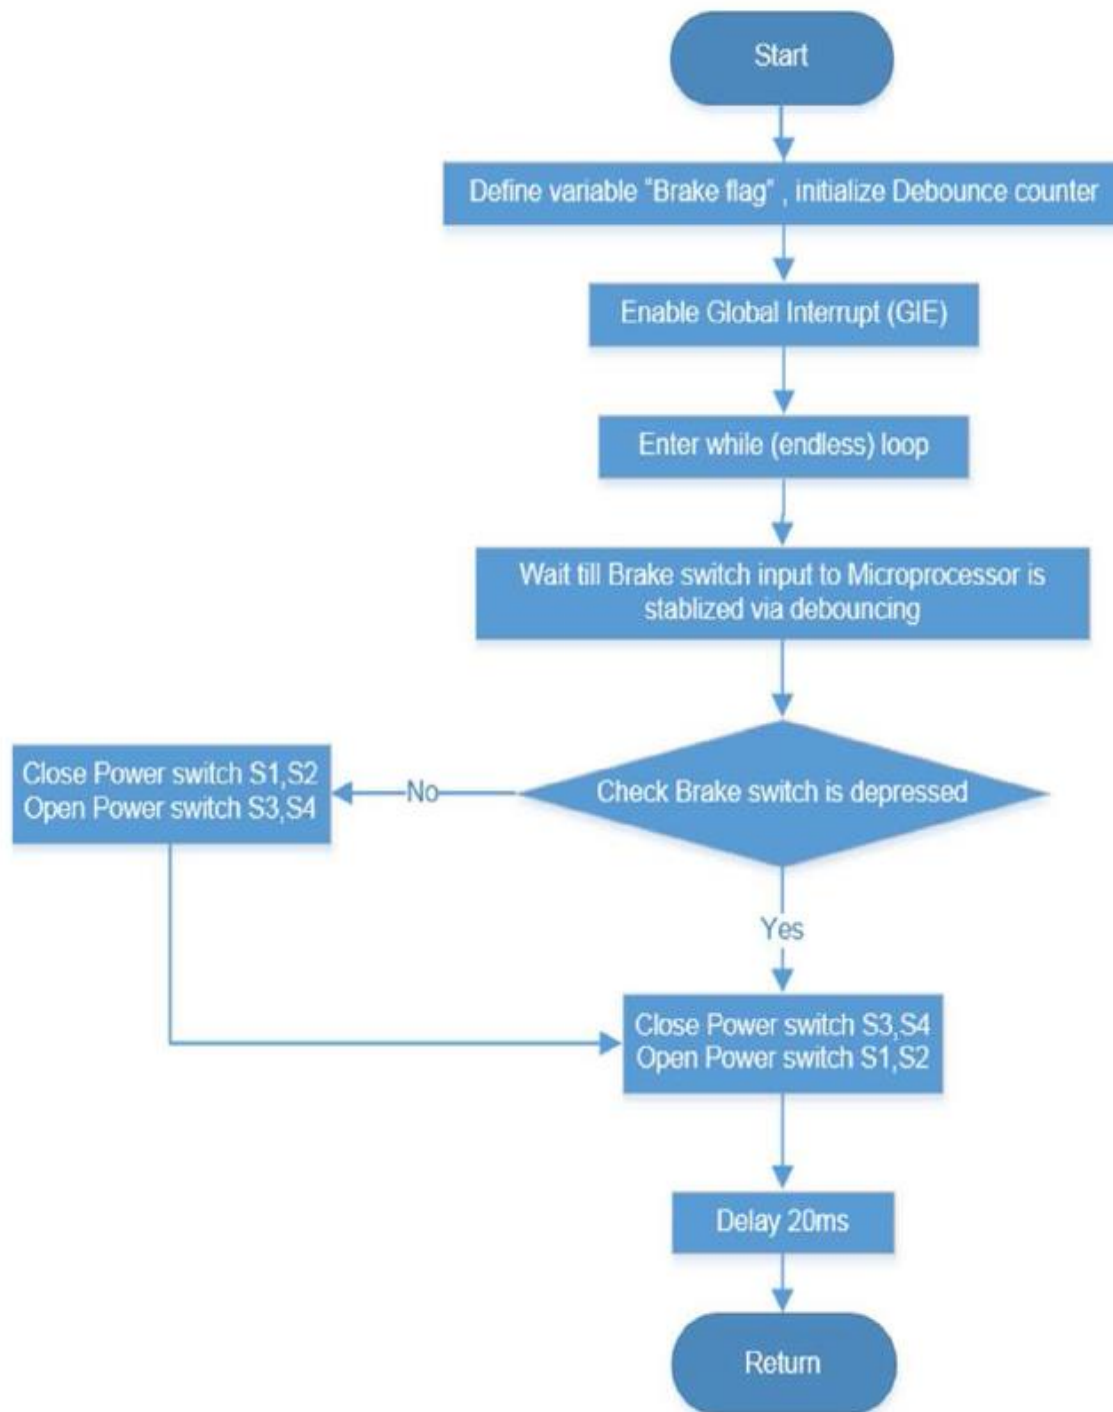 Start
Define variable "Brake flag" , initialize Debounce counter
Enable Global Interrupt (GIE)
Enter while (endless) loop
Wait till Brake switch input to Microprocessor is
stablized via debouncing
Check Brake switch is depressed
No
Close Power switch S1,S2
Open Power switch S3,S4
Yes
Close Power switch S3,S4
Open Power switch S1,S2
Delay 20ms
Return